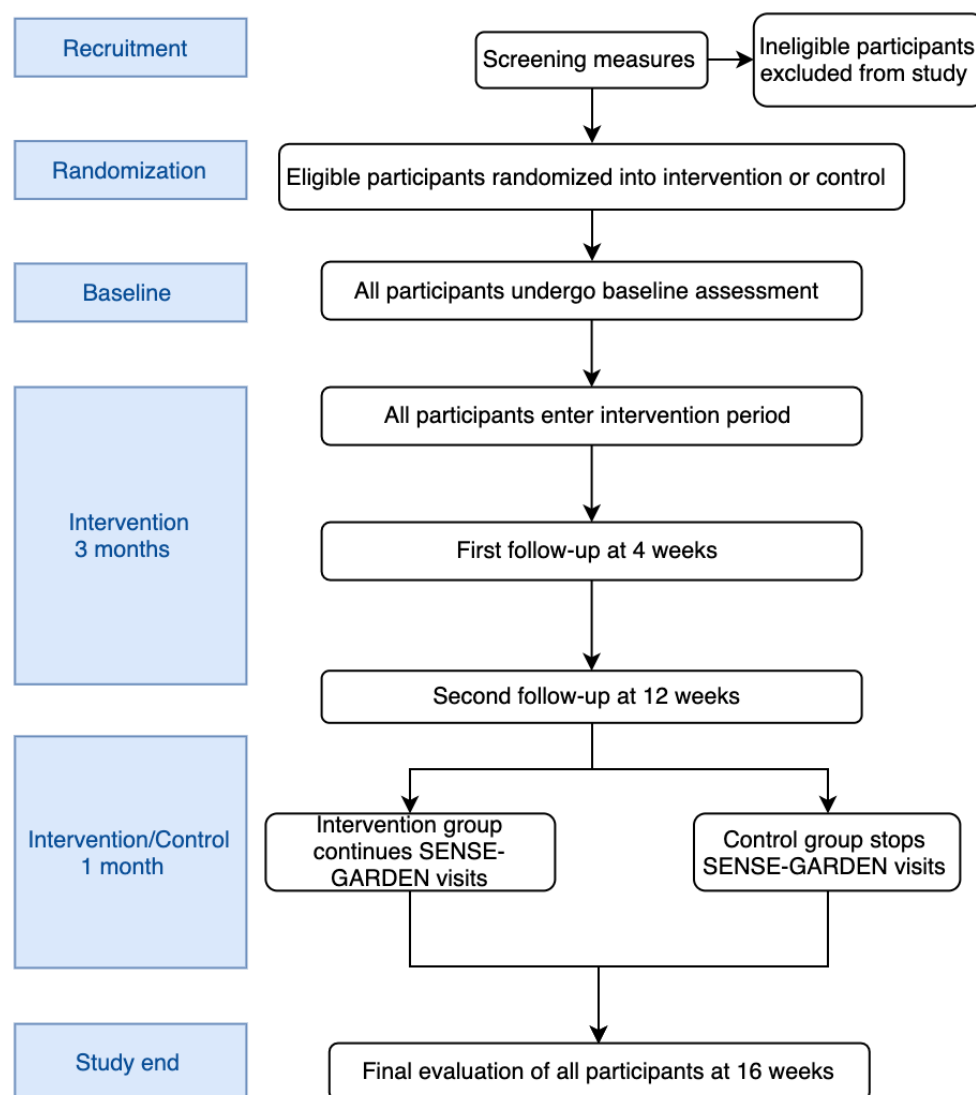 Recruitment
Screening measures
Ineligible participants
excluded from study
Randomization
Eligible participants randomized into intervention or control
Baseline
All participants undergo baseline assessment
All participants enter intervention period
Intervention
3 months
First follow-up at 4 weeks
Second follow-up at 12 weeks
Intervention/Control
1 month
Intervention group
continues SENSE-
GARDEN visits
Control group stops
SENSE-GARDEN visits
Study end
Final evaluation of all participants at 16 weeks